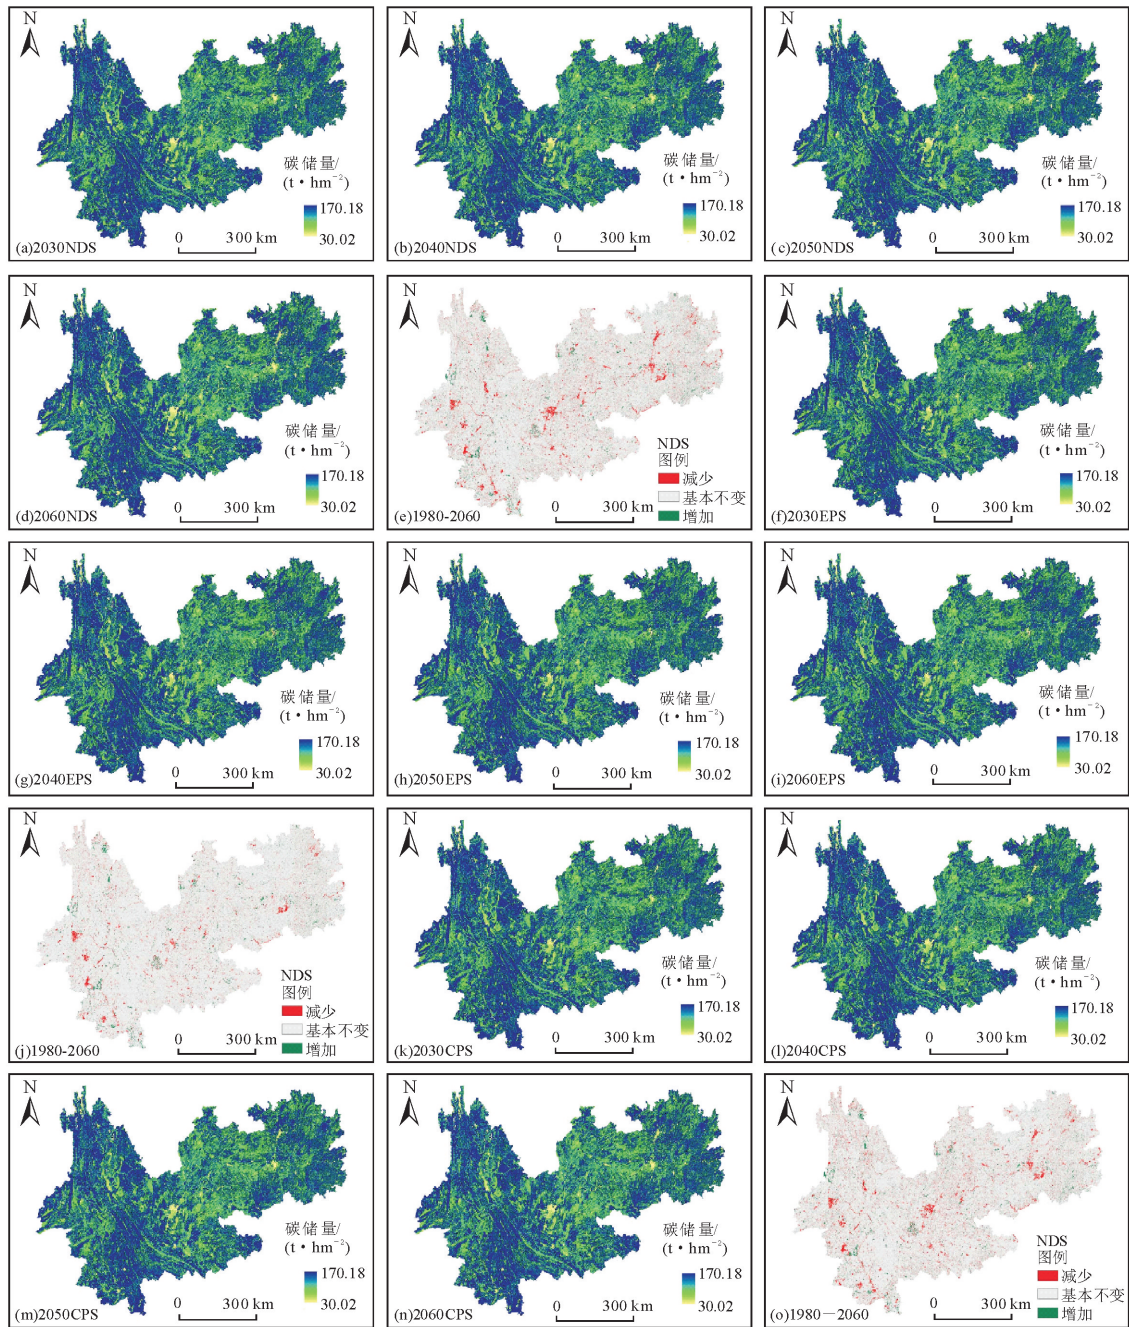 N
碳储量/
(t·hm⁻²)
170.18
30.02
0 300 km
(a)2030NDS
N
碳储量/
(t·hm⁻²)
170.18
30.02
0 300 km
(b)2040NDS
N
碳储量/
(t·hm⁻²)
170.18
30.02
0 300 km
(c)2050NDS
N
碳储量/
(t·hm⁻²)
170.18
30.02
0 300 km
(d)2060NDS
N
NDS
图例
减少
基本不变
增加
0 300 km
(e)1980-2060
N
碳储量/
(t·hm⁻²)
170.18
30.02
0 300 km
(f)2030EPS
N
碳储量/
(t·hm⁻²)
170.18
30.02
0 300 km
(g)2040EPS
N
碳储量/
(t·hm⁻²)
170.18
30.02
0 300 km
(h)2050EPS
N
碳储量/
(t·hm⁻²)
170.18
30.02
0 300 km
(i)2060EPS
N
NDS
图例
减少
基本不变
增加
0 300 km
(j)1980-2060
N
碳储量/
(t·hm⁻²)
170.18
30.02
0 300 km
(k)2030CPS
N
碳储量/
(t·hm⁻²)
170.18
30.02
0 300 km
(l)2040CPS
N
碳储量/
(t·hm⁻²)
170.18
30.02
0 300 km
(m)2050CPS
N
碳储量/
(t·hm⁻²)
170.18
30.02
0 300 km
(n)2060CPS
N
NDS
图例
减少
基本不变
增加
0 300 km
(o)1980—2060